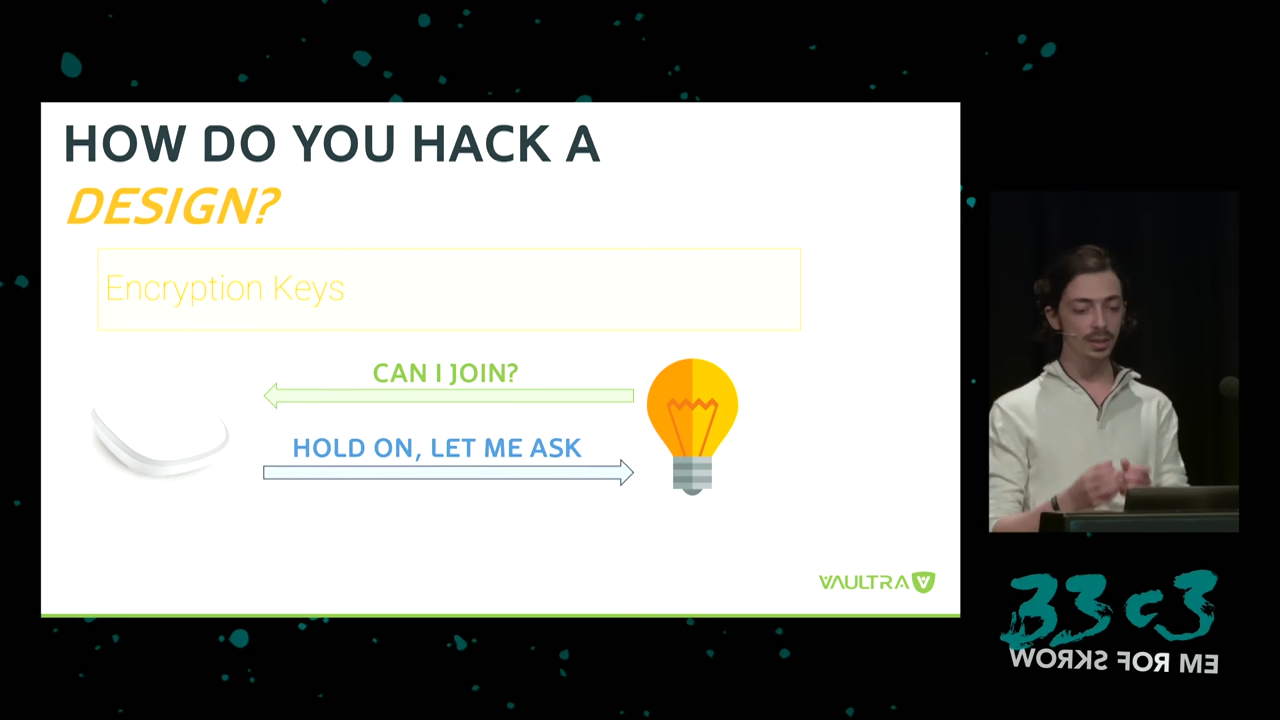 HOW DO YOU HACK A
DESIGN?
Encryption Keys
CAN I JOIN?
HOLD ON, LET ME ASK
VAULTRA
33c3
WORKS FOR ME